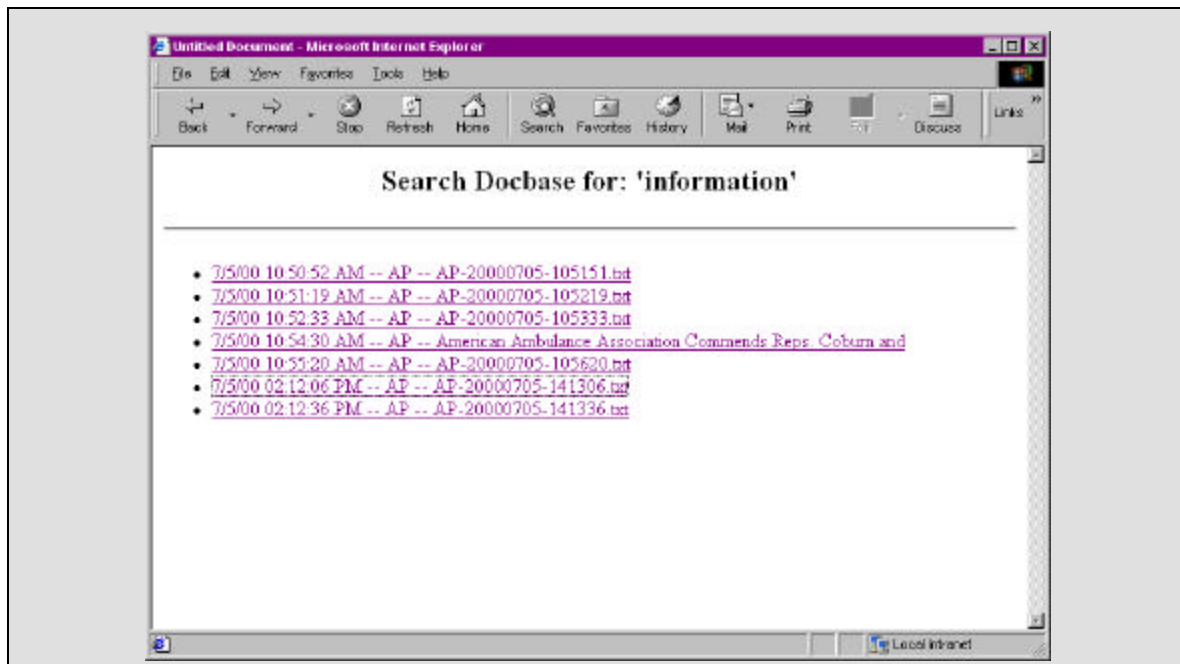 Untitled Document - Microsoft Internet Explorer
File Edit View Favorites Tools Help
Back Forward Stop Refresh Home Search Favorites History Mail Print Discuss Links »
Search Docbase for: 'information'
• 7/5/00 10:50:52 AM -- AP -- AP-20000705-105151.txt
• 7/5/00 10:51:19 AM -- AP -- AP-20000705-105219.txt
• 7/5/00 10:52:33 AM -- AP -- AP-20000705-105333.txt
• 7/5/00 10:54:30 AM -- AP -- American Ambulance Association Commends Reps. Coburn and
• 7/5/00 10:55:20 AM -- AP -- AP-20000705-105620.txt
• 7/5/00 02:12:06 PM -- AP -- AP-20000705-141306.txt
• 7/5/00 02:12:36 PM -- AP -- AP-20000705-141336.txt
Local intranet